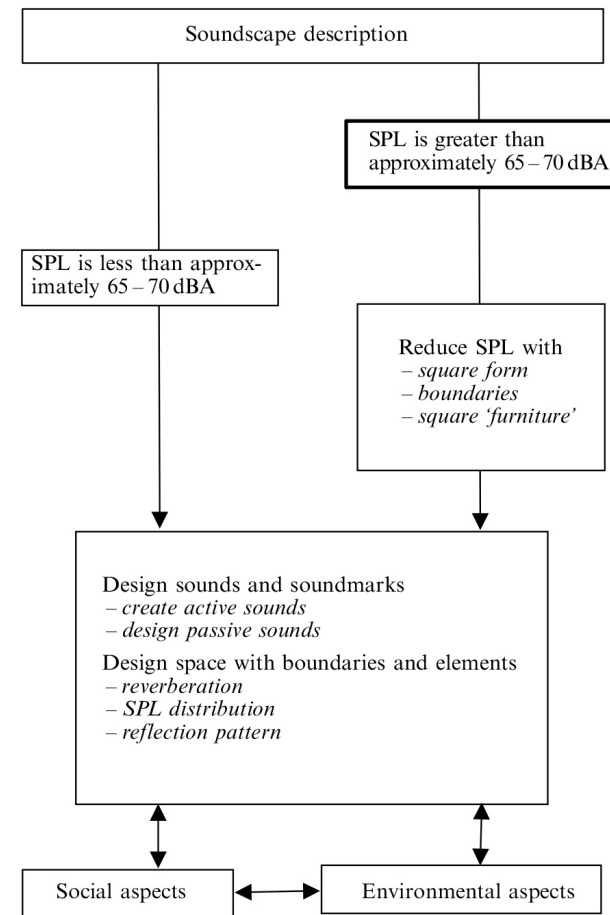 Soundscape description
SPL is greater than
approximately 65 – 70 dBA
SPL is less than approx-
imately 65 – 70 dBA
Reduce SPL with
– square form
– boundaries
– square ‘furniture’
Design sounds and soundmarks
– create active sounds
– design passive sounds
Design space with boundaries and elements
– reverberation
– SPL distribution
– reflection pattern
Social aspects
Environmental aspects